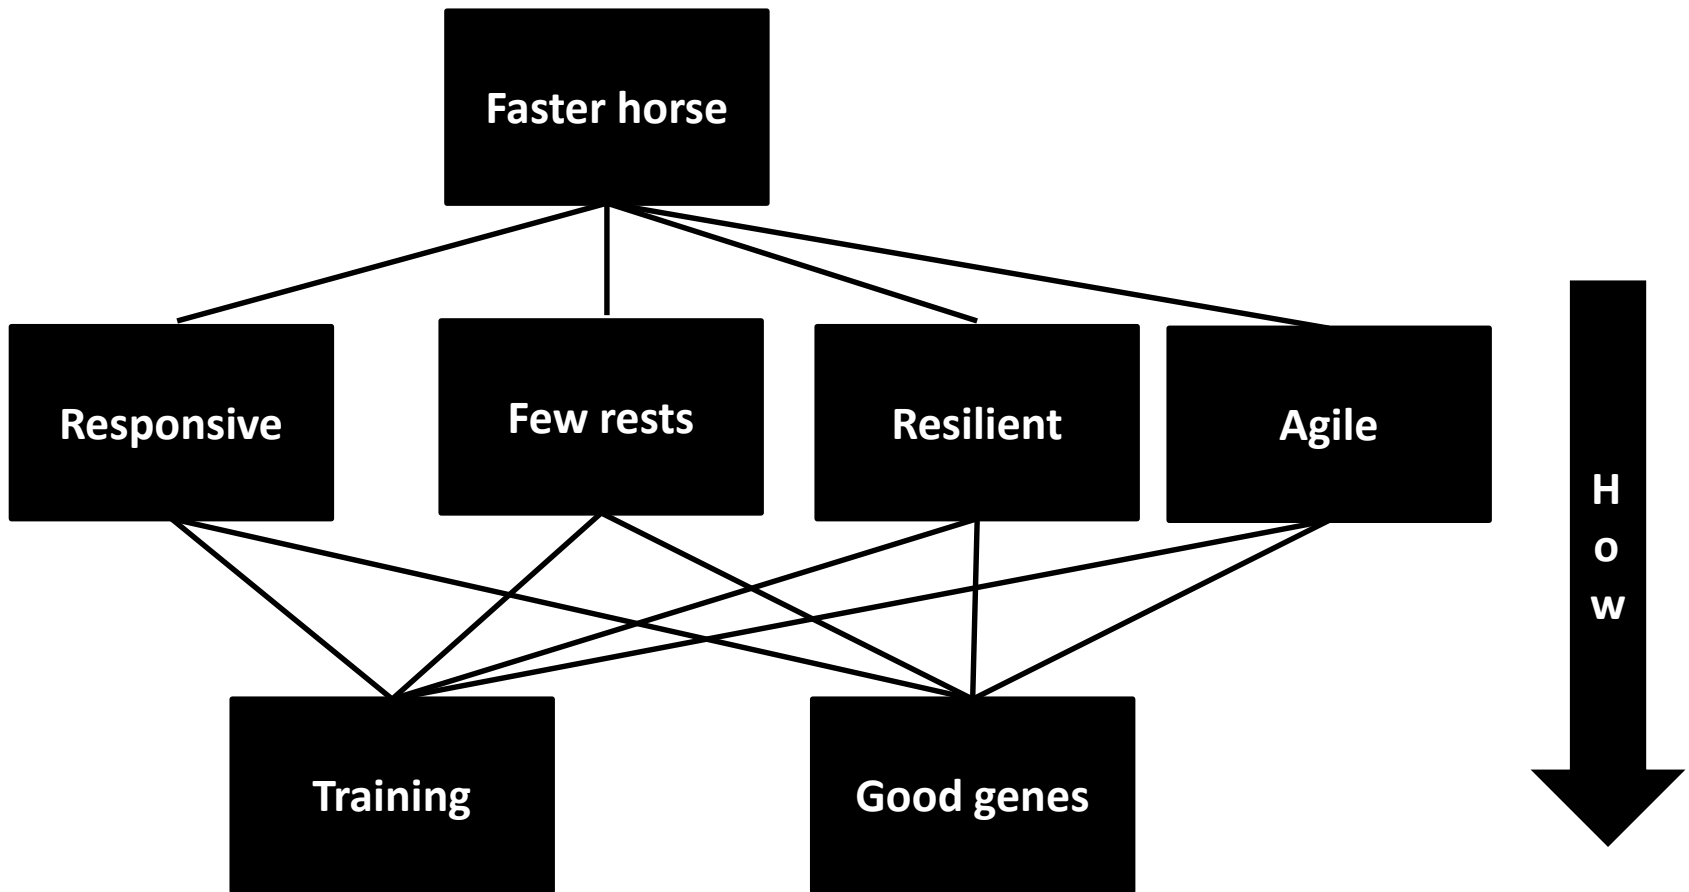 Faster horse
Responsive
Few rests
Resilient
Agile
H
o
w
Training
Good genes